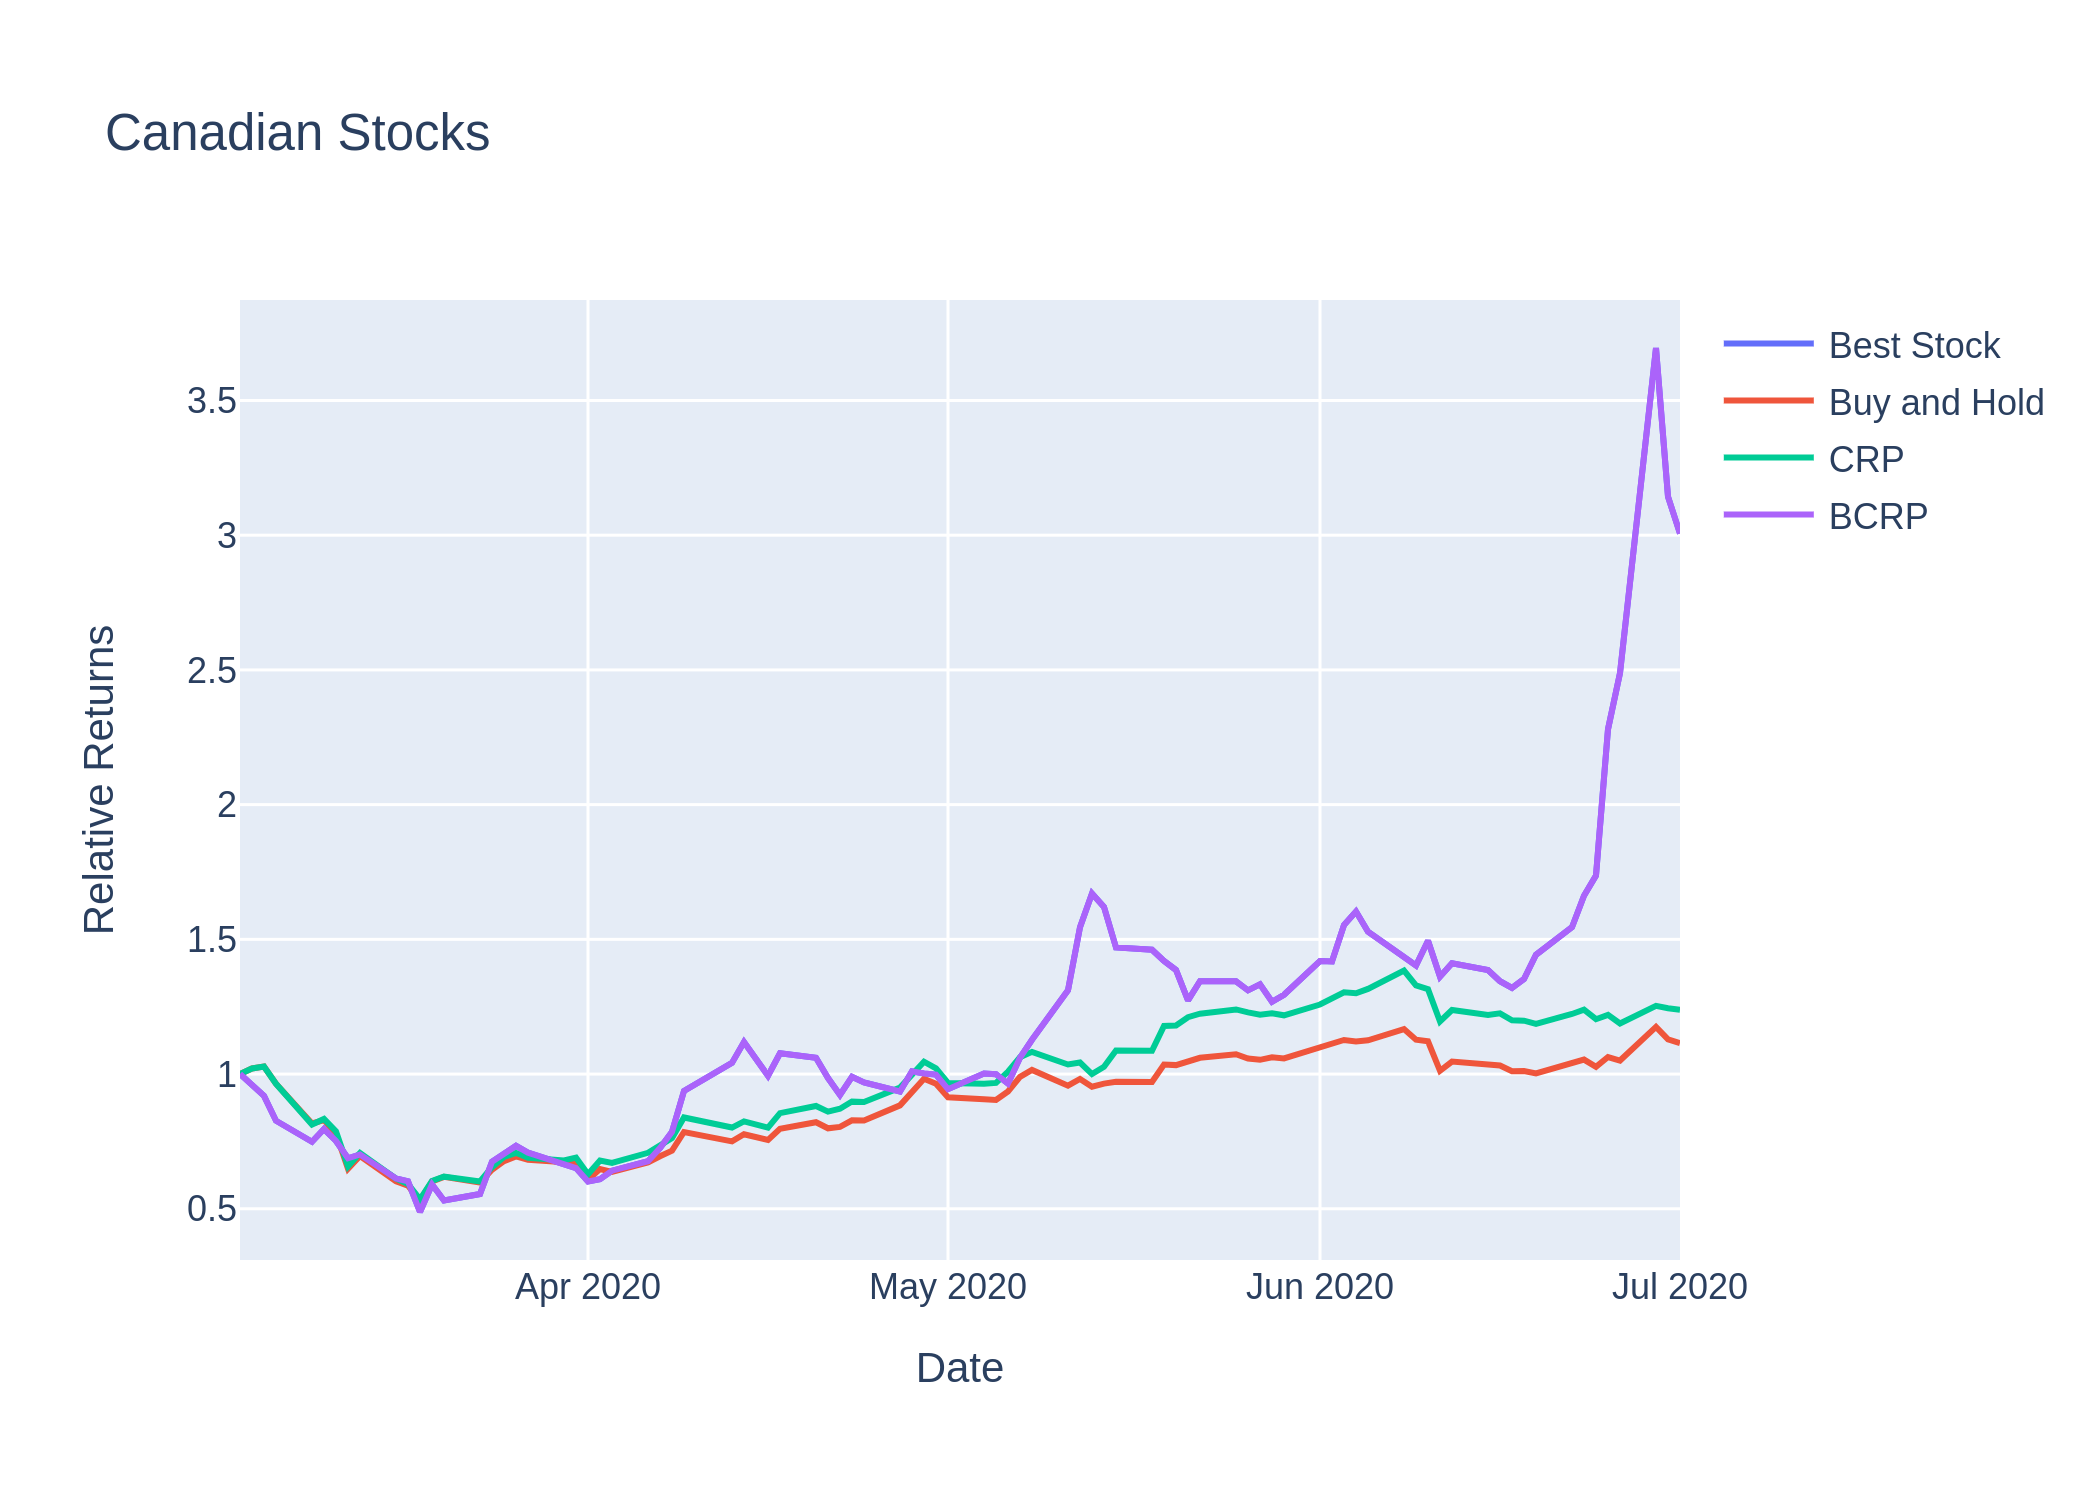 Canadian Stocks
Best Stock
Buy and Hold
CRP
BCRP
3.5
3
2.5
2
1.5
1
0.5
Relative Returns
Apr 2020
May 2020
Jun 2020
Jul 2020
Date